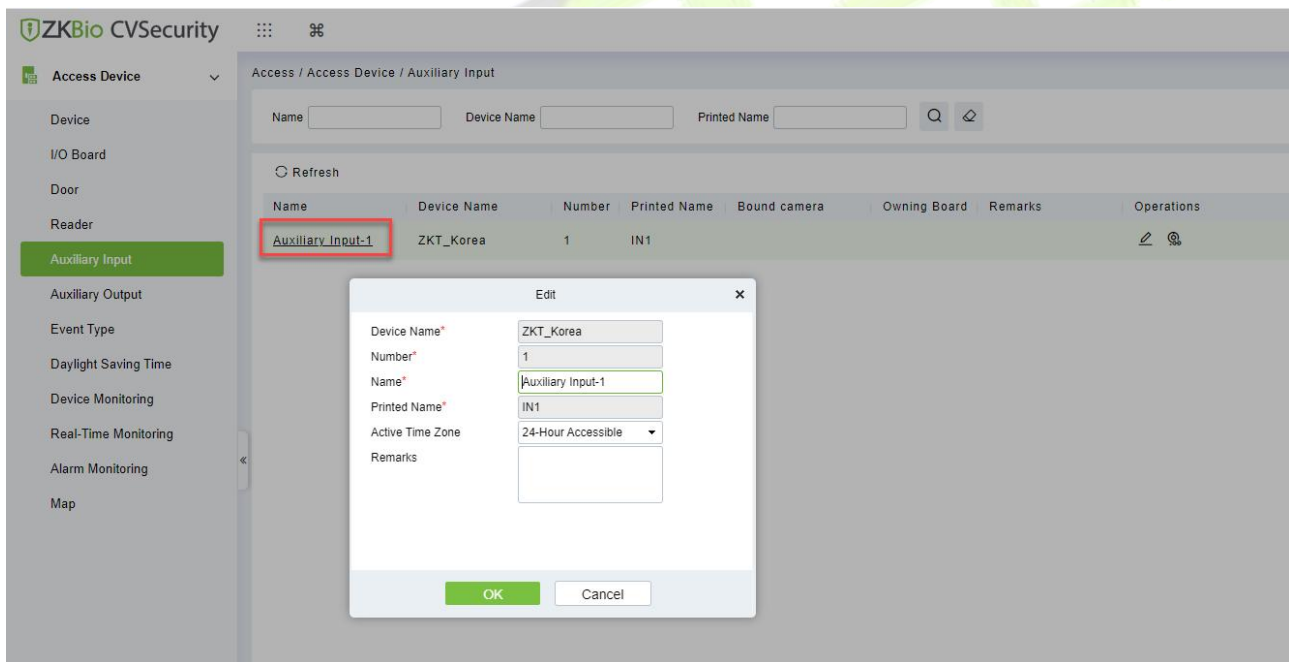 ZKBio CVSecurity
Access Device
Access / Access Device / Auxiliary Input
Device
I/O Board
Door
Reader
Auxiliary Input
Auxiliary Output
Event Type
Daylight Saving Time
Device Monitoring
Real-Time Monitoring
Alarm Monitoring
Map
Name Device Name Printed Name
Refresh
Name Device Name Number Printed Name Bound camera Owning Board Remarks Operations
Auxiliary Input-1 ZKT_Korea 1 IN1
Edit
Device Name* ZKT_Korea
Number* 1
Name* Auxiliary Input-1
Printed Name* IN1
Active Time Zone 24-Hour Accessible
Remarks
OK Cancel